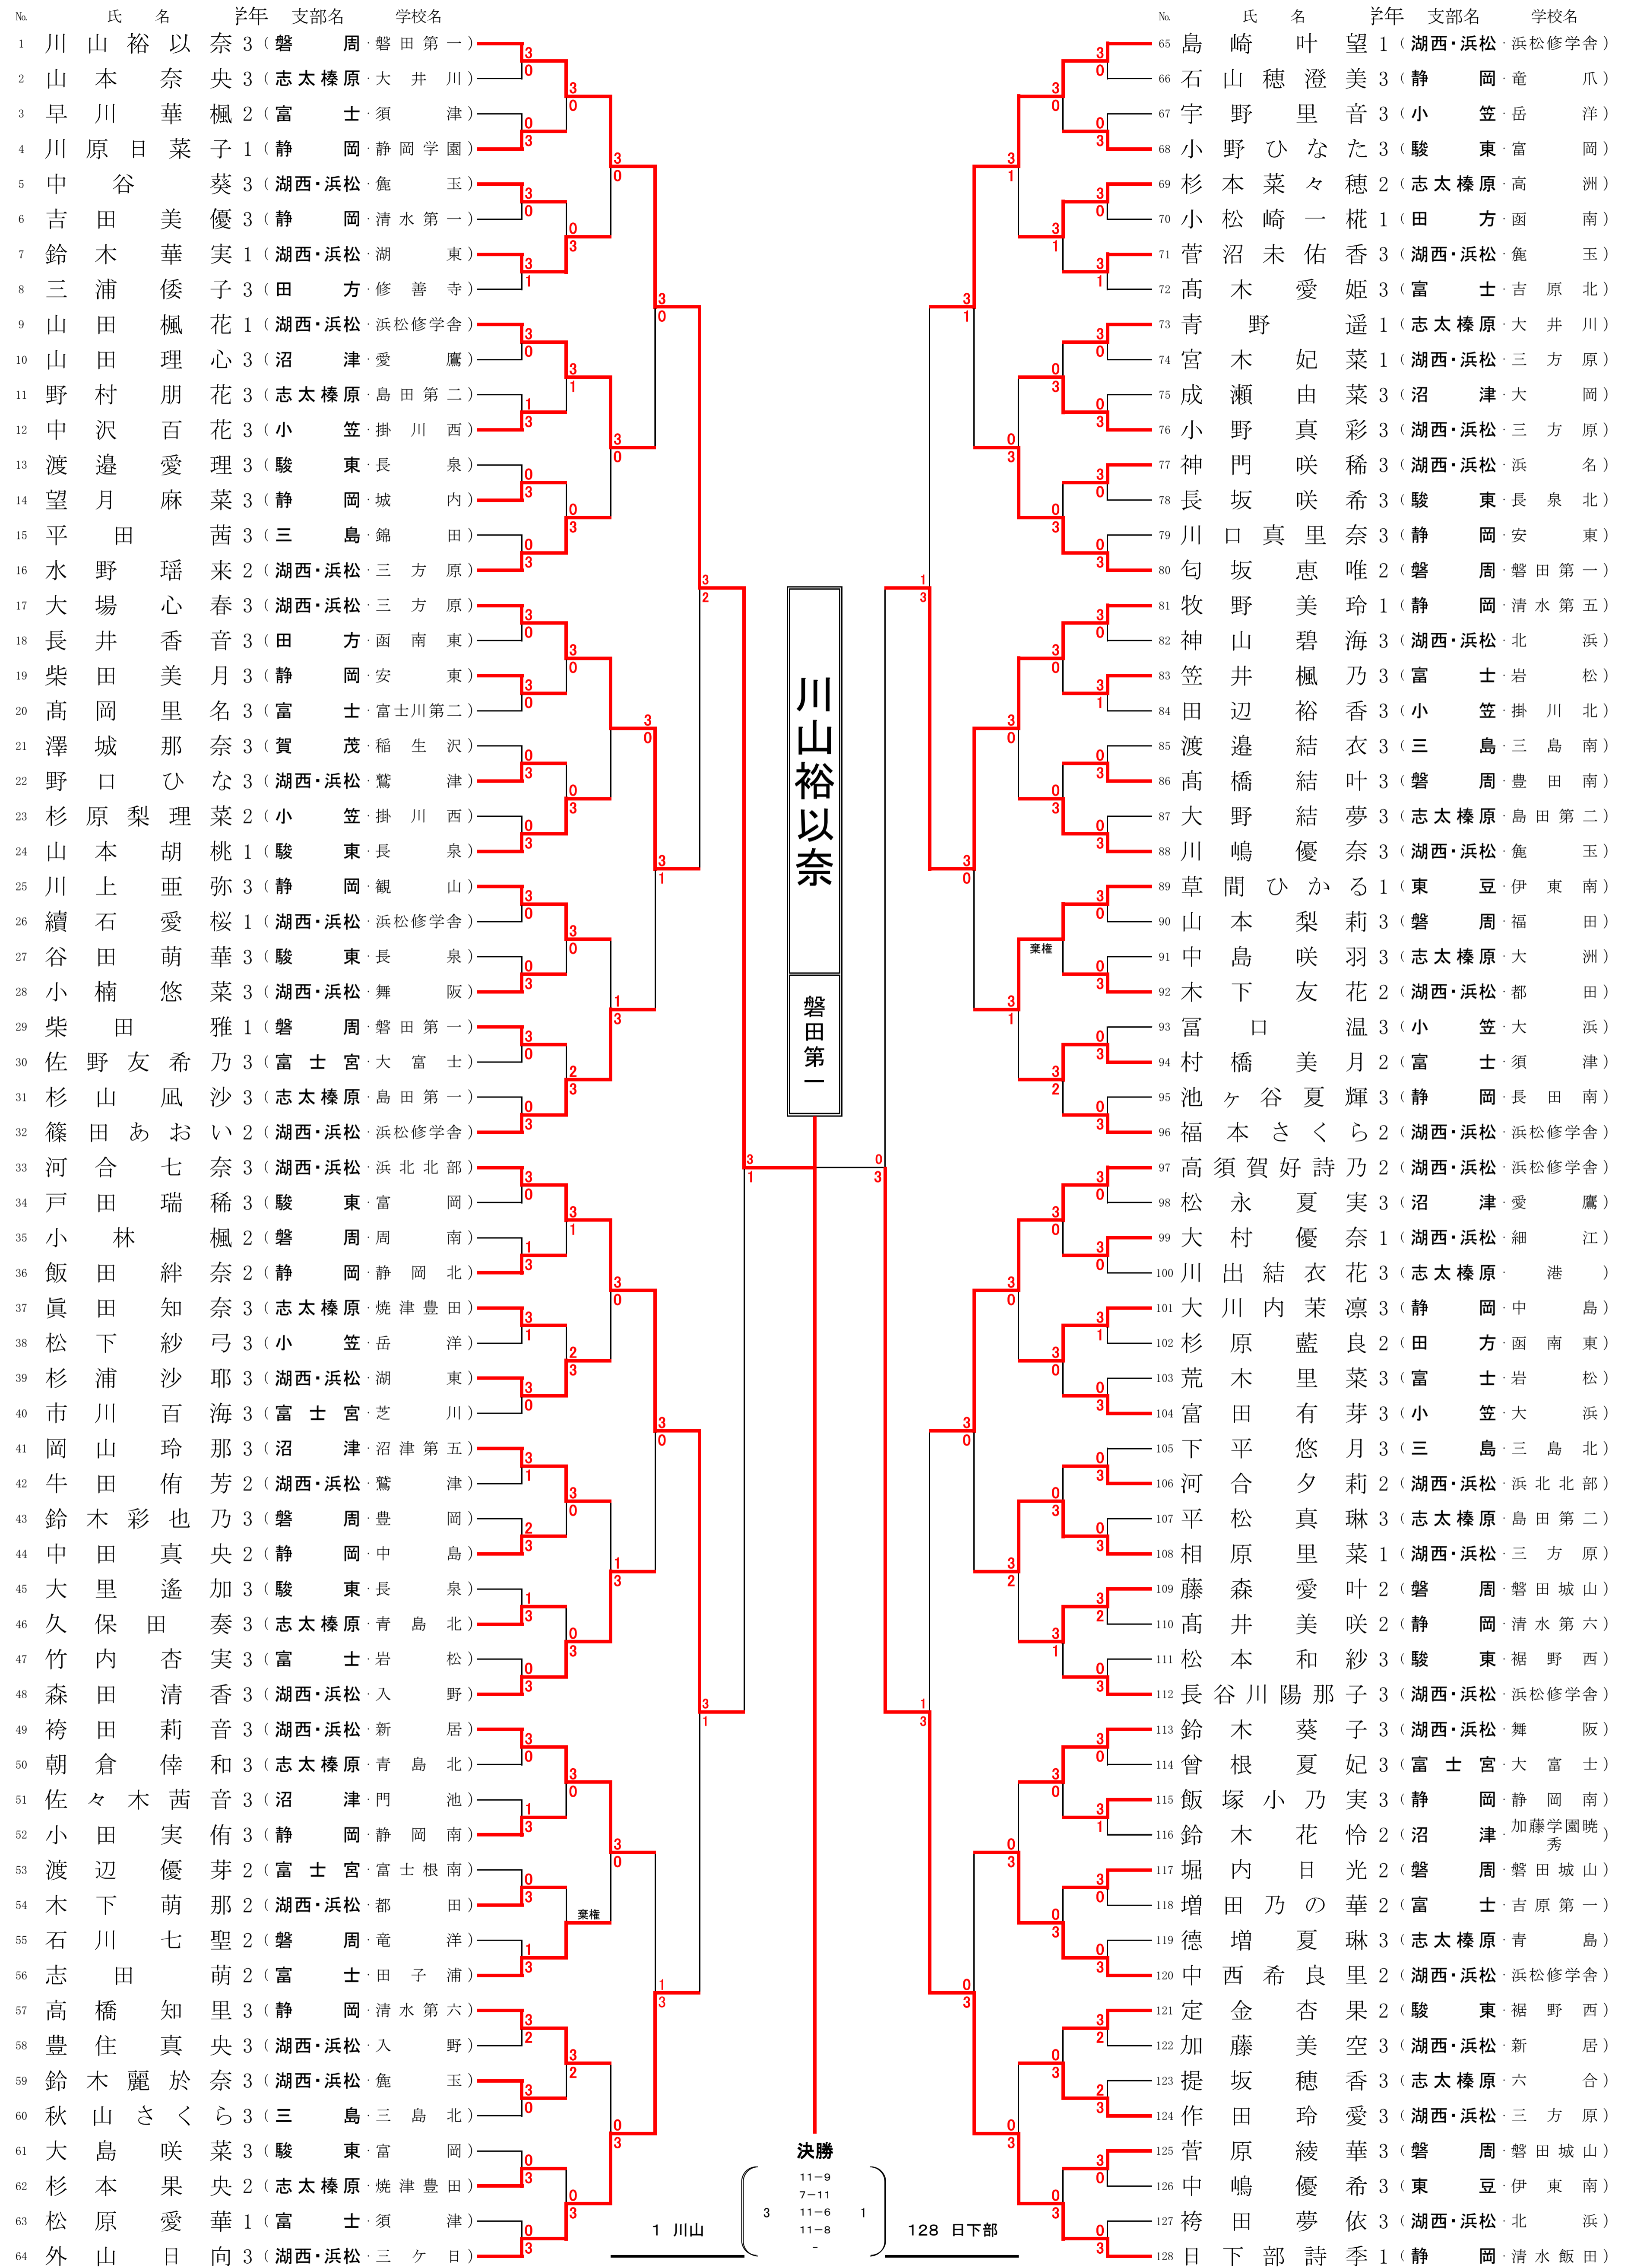 No. 氏 名 学年 支部名 学校名
1 川山裕以奈 3 (磐周・磐田第一)
2 山本奈央 3 (志太榛原・大井川)
3 早川華楓 2 (富士・須津)
4 川原日菜子 1 (静岡・静岡学園)
5 中谷葵 3 (湖西・浜松・麁玉)
6 吉田美優 3 (静岡・清水第一)
7 鈴木華実 1 (湖西・浜松・湖東)
8 三浦倭子 3 (田方・修善寺)
9 山田楓花 1 (湖西・浜松・浜松修学舎)
10 山田理心 3 (沼津・愛鷹)
11 野村朋花 3 (志太榛原・島田第二)
12 中沢百花 3 (小笠・掛川西)
13 渡邉愛理 3 (駿東・長泉)
14 望月麻菜 3 (静岡・城内)
15 平田茜 3 (三島・錦田)
16 水野瑶来 2 (湖西・浜松・三方原)
17 大場心春 3 (湖西・浜松・三方原)
18 長井香音 3 (田方・函南東)
19 柴田美月 3 (静岡・安東)
20 髙岡里名 3 (富士・富士川第二)
21 澤城那奈 3 (賀茂・稲生沢)
22 野口ひな 3 (湖西・浜松・鷲津)
23 杉原梨理菜 2 (小笠・掛川西)
24 山本胡桃 1 (駿東・長泉)
25 川上亜弥 3 (静岡・観山)
26 續石愛桜 1 (湖西・浜松・浜松修学舎)
27 谷田萌華 3 (駿東・長泉)
28 小楠悠菜 3 (湖西・浜松・舞阪)
29 柴田雅 1 (磐周・磐田第一)
30 佐野友希乃 3 (富士宮・大富士)
31 杉山凪沙 3 (志太榛原・島田第一)
32 篠田あおい 2 (湖西・浜松・浜松修学舎)
33 河合七奈 3 (湖西・浜松・浜北北部)
34 戸田瑞稀 3 (駿東・富岡)
35 小林楓 2 (磐周・周南)
36 飯田絆奈 2 (静岡・静岡北)
37 眞田知奈 3 (志太榛原・焼津豊田)
38 松下紗弓 3 (小笠・岳洋)
39 杉浦沙耶 3 (湖西・浜松・湖東)
40 市川百海 3 (富士宮・芝川)
41 岡山玲那 3 (沼津・沼津第五)
42 牛田侑芳 2 (湖西・浜松・鷲津)
43 鈴木彩也乃 3 (磐周・豊岡)
44 中田真央 2 (静岡・中島)
45 大里遙加 3 (駿東・長泉)
46 久保田奏 3 (志太榛原・青島北)
47 竹内杏実 3 (富士・岩松)
48 森田清香 3 (湖西・浜松・入野)
49 袴田莉音 3 (湖西・浜松・新居)
50 朝倉倖和 3 (志太榛原・青島北)
51 佐々木茜音 3 (沼津・門池)
52 小田実侑 3 (静岡・静岡南)
53 渡辺優芽 2 (富士宮・富士根南)
54 木下萌那 2 (湖西・浜松・都田)
55 石川七聖 2 (磐周・竜洋)
56 志田萌 2 (富士・田子浦)
57 高橋知里 3 (静岡・清水第六)
58 豊住真央 3 (湖西・浜松・入野)
59 鈴木麗於奈 3 (湖西・浜松・麁玉)
60 秋山さくら 3 (三島・三島北)
61 大島咲菜 3 (駿東・富岡)
62 杉本果央 2 (志太榛原・焼津豊田)
63 松原愛華 1 (富士・須津)
64 外山日向 3 (湖西・浜松・三ケ日)
棄権
川山裕以奈
磐田第一
決勝
11-9
7-11
3 11-6 1
11-8
-
1 川山
128 日下部
No. 氏 名 学年 支部名 学校名
65 島崎叶望 1 (湖西・浜松・浜松修学舎)
66 石山穂澄美 3 (静岡・竜爪)
67 宇野里音 3 (小笠・岳洋)
68 小野ひなた 3 (駿東・富岡)
69 杉本菜々穂 2 (志太榛原・高洲)
70 小松崎一椛 1 (田方・函南)
71 菅沼未佑香 3 (湖西・浜松・麁玉)
72 髙木愛姫 3 (富士・吉原北)
73 青野遥 1 (志太榛原・大井川)
74 宮木妃菜 1 (湖西・浜松・三方原)
75 成瀬由菜 3 (沼津・大岡)
76 小野真彩 3 (湖西・浜松・三方原)
77 神門咲稀 3 (湖西・浜松・浜名)
78 長坂咲希 3 (駿東・長泉北)
79 川口真里奈 3 (静岡・安東)
80 匂坂恵唯 2 (磐周・磐田第一)
81 牧野美玲 1 (静岡・清水第五)
82 神山碧海 3 (湖西・浜松・北浜)
83 笠井楓乃 3 (富士・岩松)
84 田辺裕香 3 (小笠・掛川北)
85 渡邉結衣 3 (三島・三島南)
86 髙橋結叶 3 (磐周・豊田南)
87 大野結夢 3 (志太榛原・島田第二)
88 川嶋優奈 3 (湖西・浜松・麁玉)
89 草間ひかる 1 (東豆・伊東南)
90 山本梨莉 3 (磐周・福田)
91 中島咲羽 3 (志太榛原・大洲)
92 木下友花 2 (湖西・浜松・都田)
93 冨口温 3 (小笠・大浜)
94 村橋美月 2 (富士・須津)
95 池ヶ谷夏輝 3 (静岡・長田南)
96 福本さくら 2 (湖西・浜松・浜松修学舎)
97 高須賀好詩乃 2 (湖西・浜松・浜松修学舎)
98 松永夏実 3 (沼津・愛鷹)
99 大村優奈 1 (湖西・浜松・細江)
100 川出結衣花 3 (志太榛原・港)
101 大川内茉凛 3 (静岡・中島)
102 杉原藍良 2 (田方・函南東)
103 荒木里菜 3 (富士・岩松)
104 富田有芽 3 (小笠・大浜)
105 下平悠月 3 (三島・三島北)
106 河合夕莉 2 (湖西・浜松・浜北北部)
107 平松真琳 3 (志太榛原・島田第二)
108 相原里菜 1 (湖西・浜松・三方原)
109 藤森愛叶 2 (磐周・磐田城山)
110 髙井美咲 2 (静岡・清水第六)
111 松本和紗 3 (駿東・裾野西)
112 長谷川陽那子 3 (湖西・浜松・浜松修学舎)
113 鈴木葵子 3 (湖西・浜松・舞阪)
114 曾根夏妃 3 (富士宮・大富士)
115 飯塚小乃実 3 (静岡・静岡南)
116 鈴木花怜 2 (沼津・加藤学園暁秀)
117 堀内日光 2 (磐周・磐田城山)
118 増田乃の華 2 (富士・吉原第一)
119 德増夏琳 3 (志太榛原・青島)
120 中西希良里 2 (湖西・浜松・浜松修学舎)
121 定金杏果 2 (駿東・裾野西)
122 加藤美空 3 (湖西・浜松・新居)
123 提坂穂香 3 (志太榛原・六合)
124 作田玲愛 3 (湖西・浜松・三方原)
125 菅原綾華 3 (磐周・磐田城山)
126 中嶋優希 3 (東豆・伊東南)
127 袴田夢依 3 (湖西・浜松・北浜)
128 日下部詩季 1 (静岡・清水飯田)
棄権